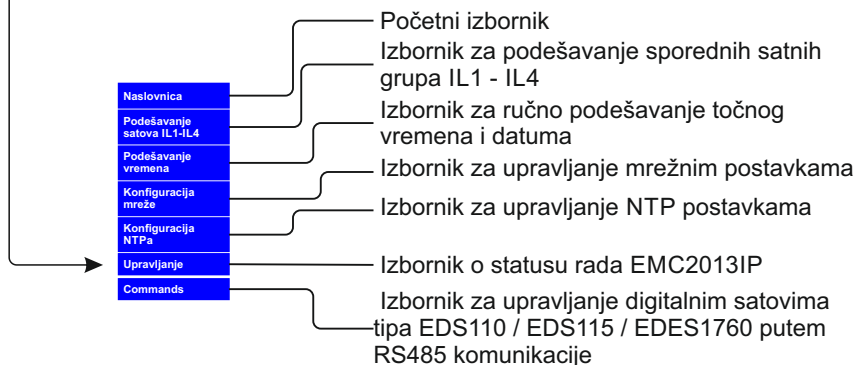 Početni izbornik
Izbornik za podešavanje sporednih satnih
grupa IL1 - IL4
Naslovnica
Izbornik za ručno podešavanje točnog
vremena i datuma
Podešavanje
satova IL1-IL4
Podešavanje
vremena
Izbornik za upravljanje mrežnim postavkama
Konfiguracija
mreže
Izbornik za upravljanje NTP postavkama
Konfiguracija
NTPa
Upravljanje
Izbornik o statusu rada EMC2013IP
Commands
Izbornik za upravljanje digitalnim satovima
tipa EDS110 / EDS115 / EDES1760 putem
RS485 komunikacije